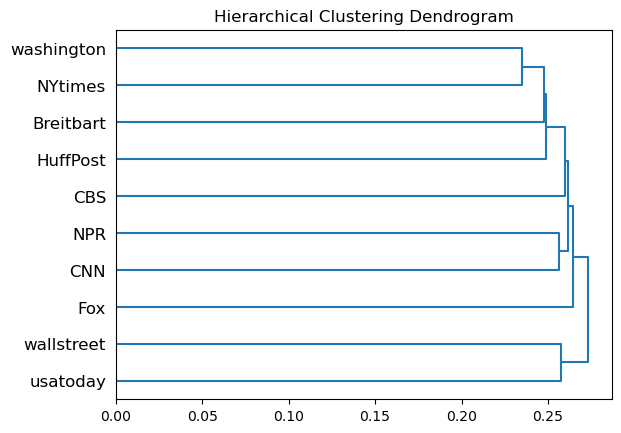 Hierarchical Clustering Dendrogram
washington
NYtimes
Breitbart
HuffPost
CBS
NPR
CNN
Fox
wallstreet
usatoday
0.00 0.05 0.10 0.15 0.20 0.25